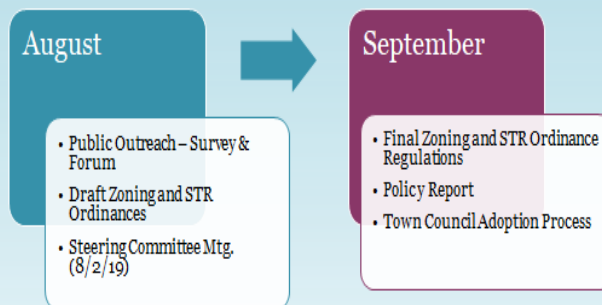 August
• Public Outreach – Survey &
Forum
• Draft Zoning and STR
Ordinances
• Steering Committee Mtg.
(8/2/19)
September
• Final Zoning and STR Ordinance
Regulations
• Policy Report
• Town Council Adoption Process